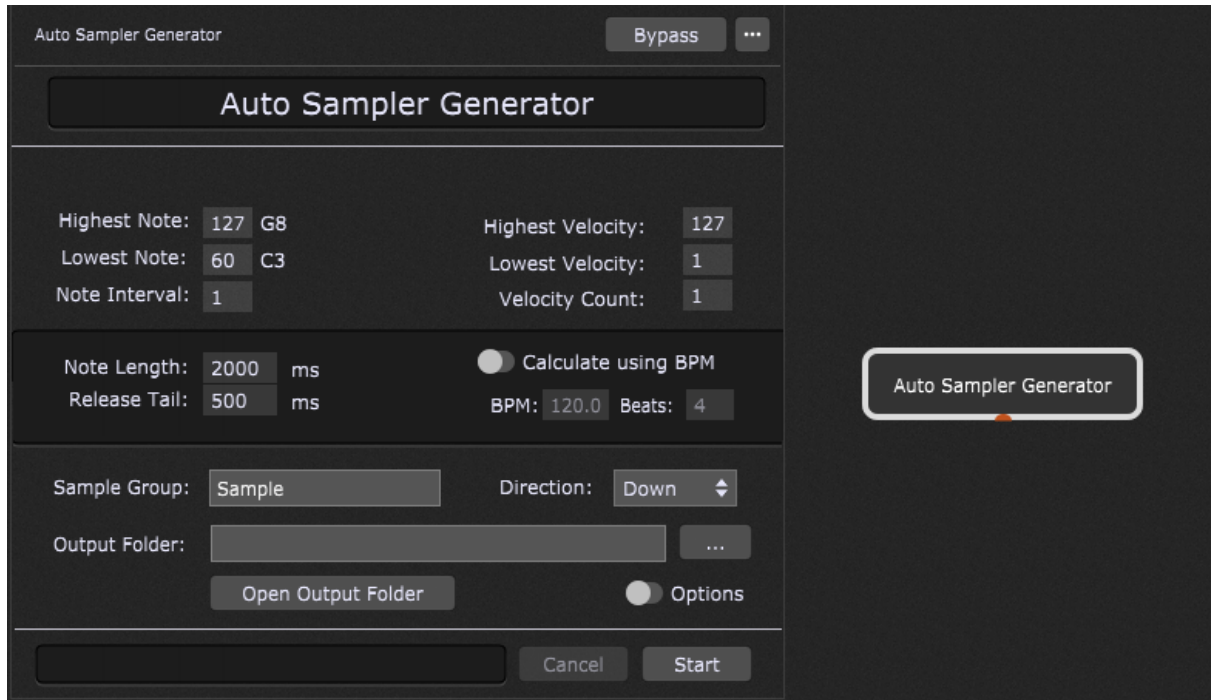 Auto Sampler Generator Bypass ...
Auto Sampler Generator
Highest Note: 127 G8 Highest Velocity: 127
Lowest Note: 60 C3 Lowest Velocity: 1
Note Interval: 1 Velocity Count: 1
Note Length: 2000 ms Calculate using BPM
Release Tail: 500 ms BPM: 120.0 Beats: 4
Auto Sampler Generator
Sample Group: Sample Direction: Down
Output Folder: ...
Open Output Folder Options
Cancel Start